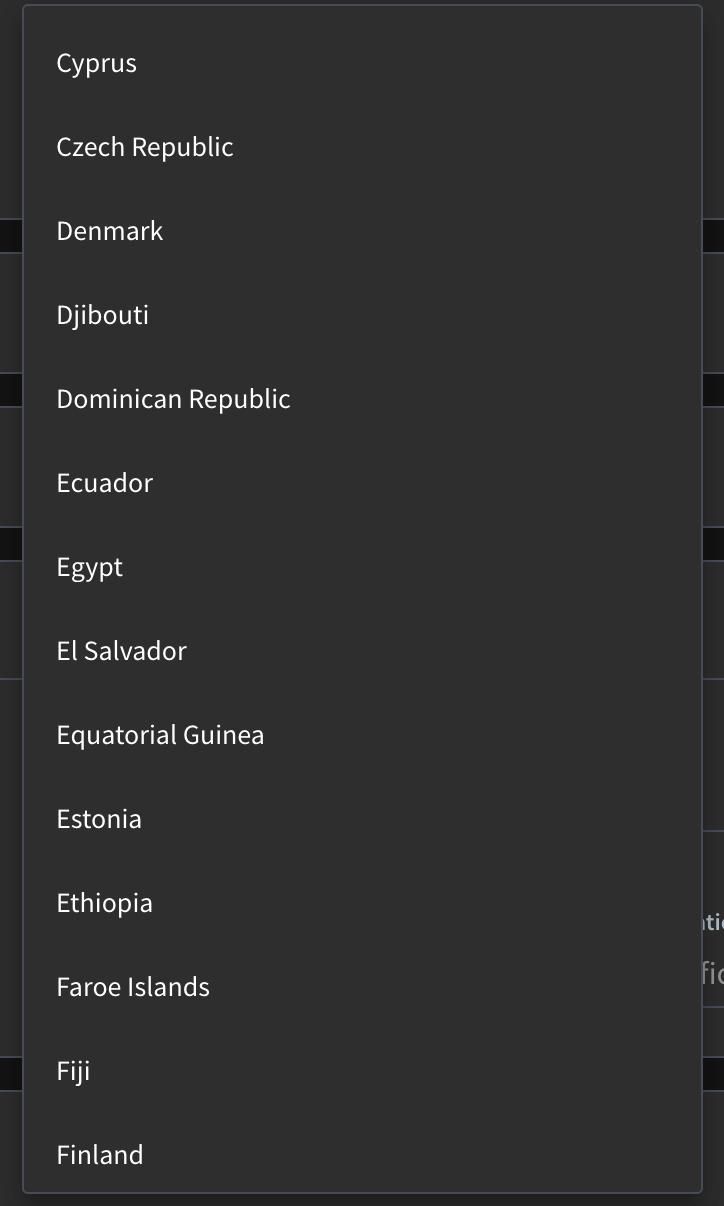 Cyprus
Czech Republic
Denmark
Djibouti
Dominican Republic
Ecuador
Egypt
El Salvador
Equatorial Guinea
Estonia
Ethiopia
Faroe Islands
Fiji
Finland